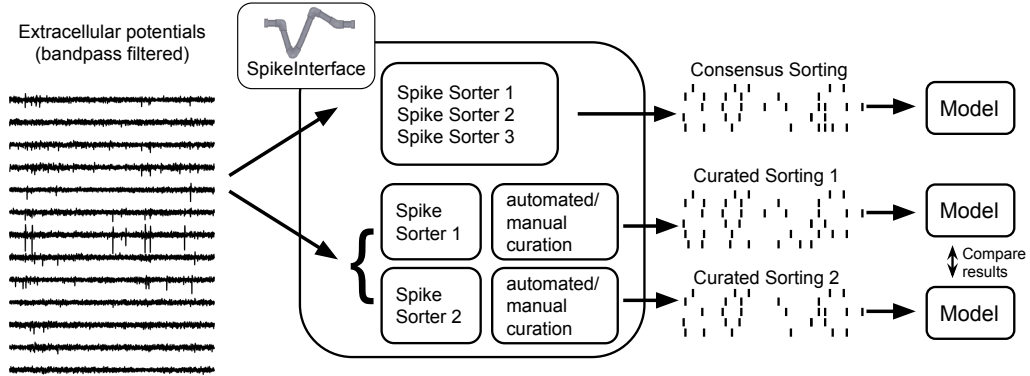 Extracellular potentials
(bandpass filtered)
SpikeInterface
Spike Sorter 1
Spike Sorter 2
Spike Sorter 3
Consensus Sorting
Model
Spike
Sorter 1
automated/
manual
curation
Curated Sorting 1
Model
Compare
results
Spike
Sorter 2
automated/
manual
curation
Curated Sorting 2
Model